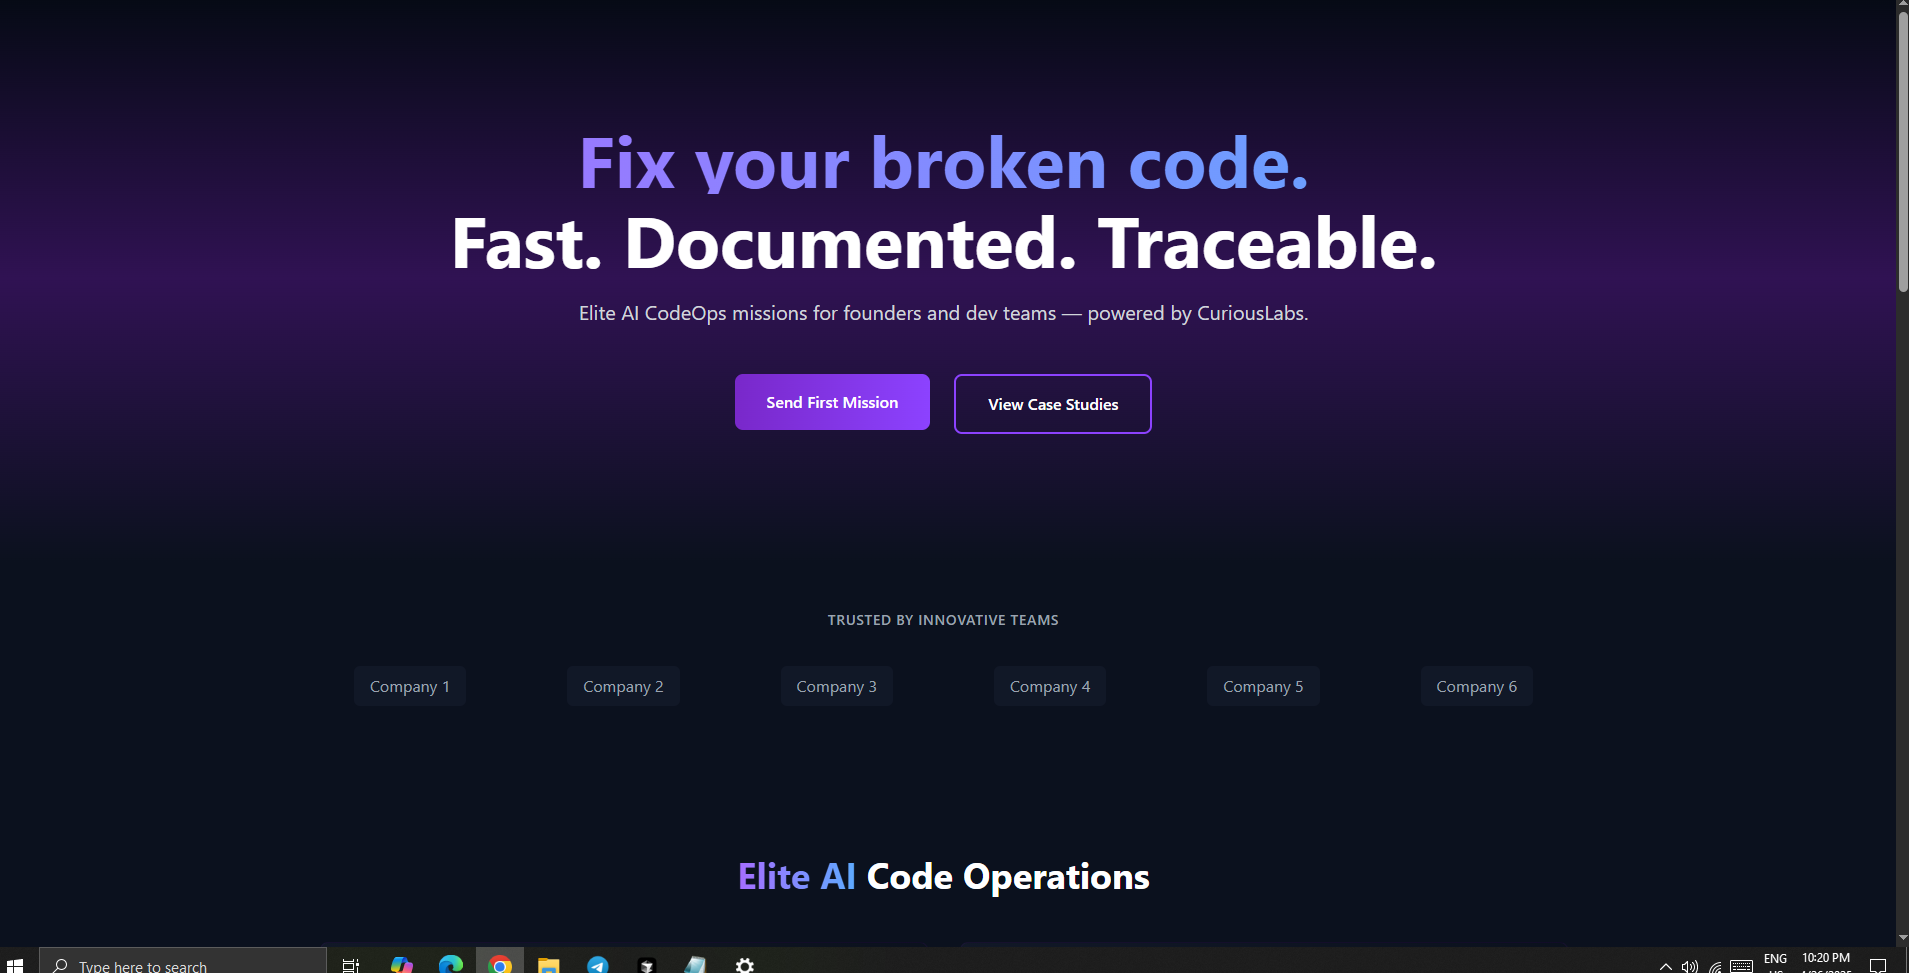 Fix your broken code.
Fast. Documented. Traceable.
Elite AI CodeOps missions for founders and dev teams — powered by CuriousLabs.
Send First Mission
View Case Studies
TRUSTED BY INNOVATIVE TEAMS
Company 1
Company 2
Company 3
Company 4
Company 5
Company 6
Elite AI Code Operations
Type here to search
ENG
10:20 PM